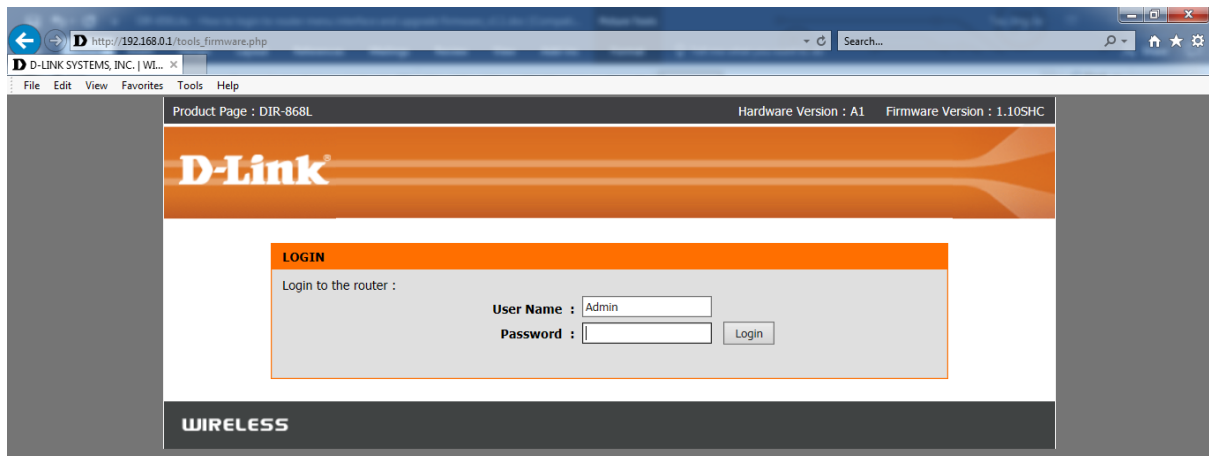 http://192.168.0.1/tools_firmware.php
Search...
D-LINK SYSTEMS, INC. | WI...
File Edit View Favorites Tools Help
Product Page : DIR-868L Hardware Version : A1 Firmware Version : 1.10SHC
D-Link®
LOGIN
Login to the router :
User Name : Admin
Password : Login
WIRELESS